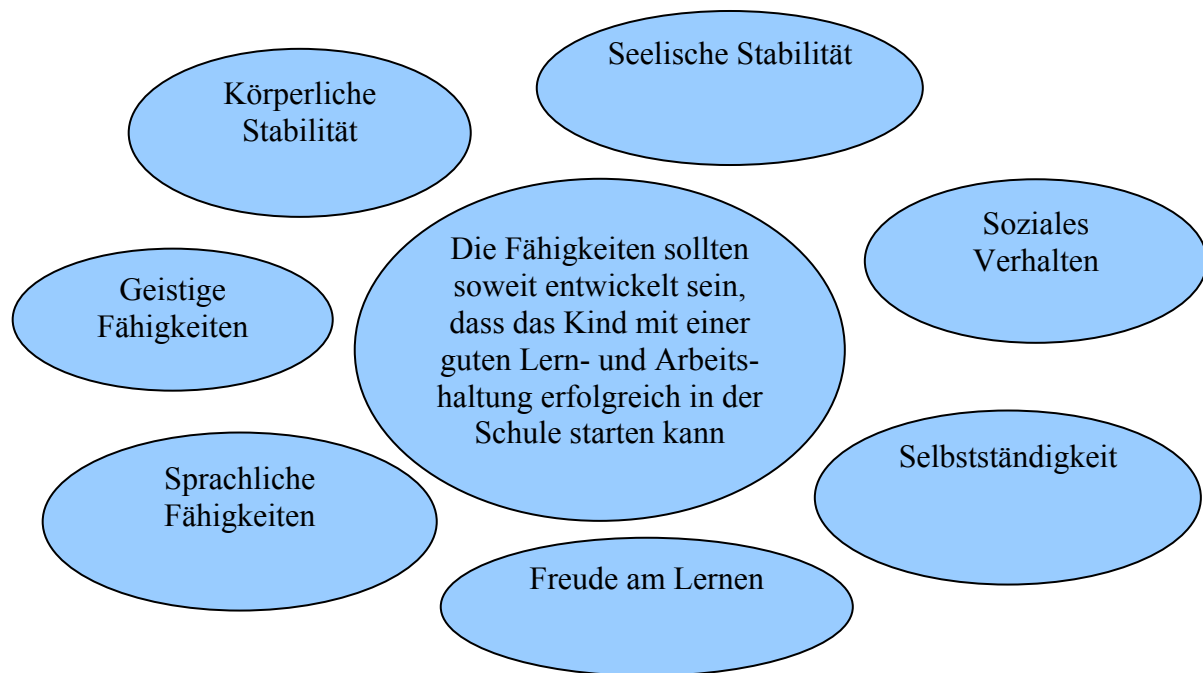 Seelische Stabilität
Körperliche
Stabilität
Soziales
Verhalten
Die Fähigkeiten sollten
soweit entwickelt sein,
dass das Kind mit einer
guten Lern- und Arbeits-
haltung erfolgreich in der
Schule starten kann
Geistige
Fähigkeiten
Selbstständigkeit
Sprachliche
Fähigkeiten
Freude am Lernen